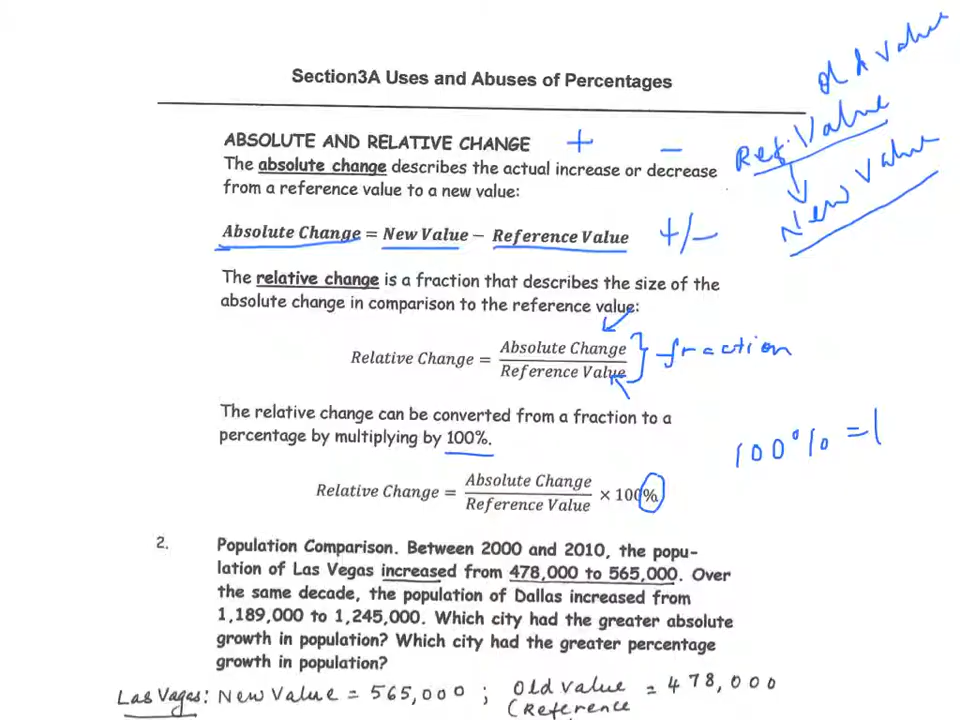 old value
Section3A Uses and Abuses of Percentages
Ref. Value
New Value
ABSOLUTE AND RELATIVE CHANGE + −
The absolute change describes the actual increase or decrease
from a reference value to a new value:
Absolute Change = New Value − Reference Value +/−
The relative change is a fraction that describes the size of the
absolute change in comparison to the reference value:
Relative Change = Absolute Change / Reference Value } fraction
The relative change can be converted from a fraction to a
percentage by multiplying by 100%.
100% = 1
Relative Change = Absolute Change / Reference Value × 100%
2. Population Comparison. Between 2000 and 2010, the popu-
lation of Las Vegas increased from 478,000 to 565,000. Over
the same decade, the population of Dallas increased from
1,189,000 to 1,245,000. Which city had the greater absolute
growth in population? Which city had the greater percentage
growth in population?
Las Vages: New Value = 565,000 ; Old Value = 478,000
(Reference